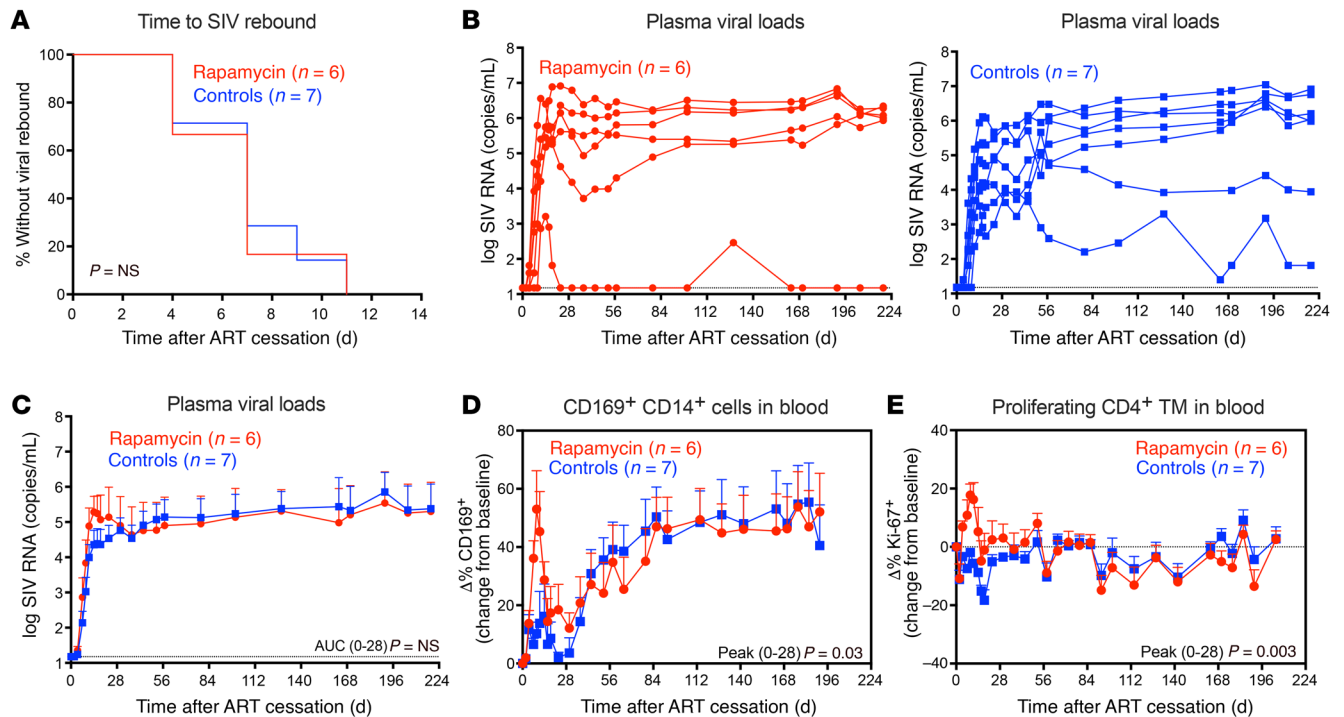 A
Time to SIV rebound
% Without viral rebound
100
80
60
40
20
0
Rapamycin (n = 6)
Controls (n = 7)
P = NS
0 2 4 6 8 10 12 14
Time after ART cessation (d)
B
Plasma viral loads
log SIV RNA (copies/mL)
8
7
6
5
4
3
2
1
Rapamycin (n = 6)
0 28 56 84 112 140 168 196 224
Time after ART cessation (d)
Plasma viral loads
log SIV RNA (copies/mL)
8
7
6
5
4
3
2
1
Controls (n = 7)
0 28 56 84 112 140 168 196 224
Time after ART cessation (d)
C
Plasma viral loads
log SIV RNA (copies/mL)
8
7
6
5
4
3
2
1
Rapamycin (n = 6)
Controls (n = 7)
AUC (0-28) P = NS
0 28 56 84 112 140 168 196 224
Time after ART cessation (d)
D
CD169+ CD14+ cells in blood
Δ% CD169+
(change from baseline)
80
60
40
20
0
Rapamycin (n = 6)
Controls (n = 7)
Peak (0-28) P = 0.03
0 28 56 84 112 140 168 196 224
Time after ART cessation (d)
E
Proliferating CD4+ TM in blood
Δ% Ki-67+
(change from baseline)
40
20
0
−20
−40
Rapamycin (n = 6)
Controls (n = 7)
Peak (0-28) P = 0.003
0 28 56 84 112 140 168 196 224
Time after ART cessation (d)